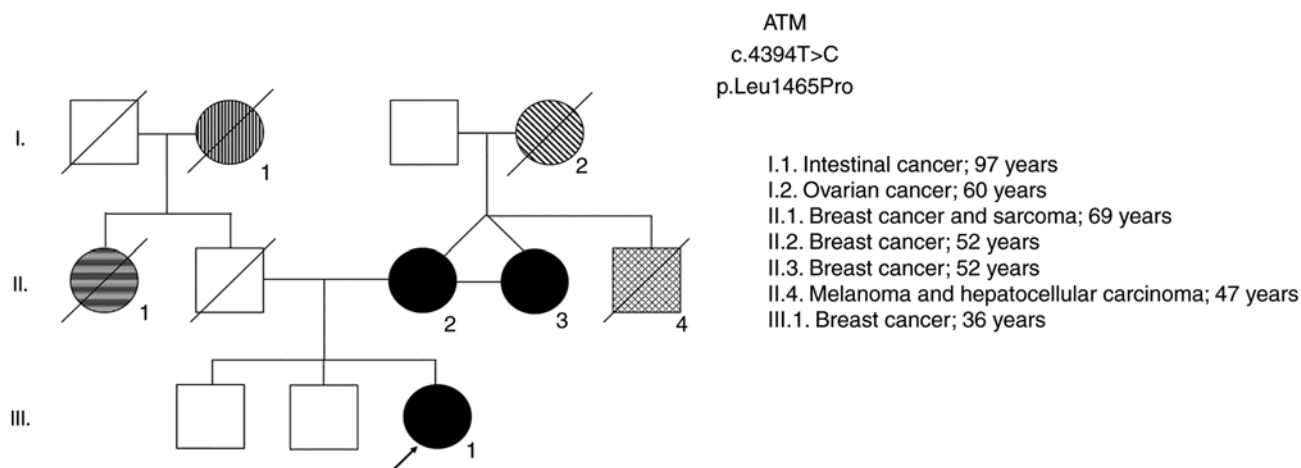 ATM
c.4394T>C
p.Leu1465Pro
I.
1
2
I.1. Intestinal cancer; 97 years
I.2. Ovarian cancer; 60 years
II.1. Breast cancer and sarcoma; 69 years
II.2. Breast cancer; 52 years
II.3. Breast cancer; 52 years
II.4. Melanoma and hepatocellular carcinoma; 47 years
III.1. Breast cancer; 36 years
II.
1
2
3
4
III.
1